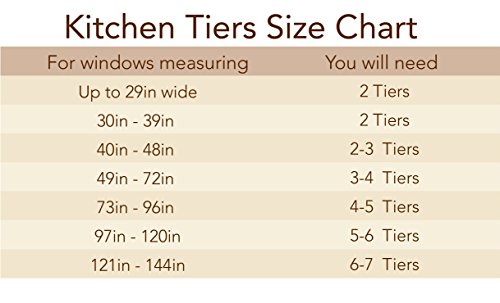 Kitchen Tiers Size Chart
For windows measuring You will need
Up to 29in wide 2 Tiers
30in - 39in 2 Tiers
40in - 48in 2-3 Tiers
49in - 72in 3-4 Tiers
73in - 96in 4-5 Tiers
97in - 120in 5-6 Tiers
121in - 144in 6-7 Tiers